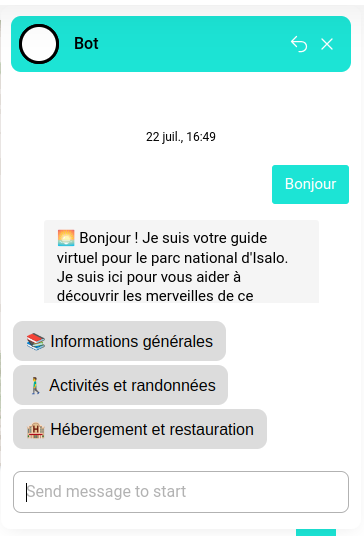 Bot
22 juil., 16:49
Bonjour
🌅 Bonjour ! Je suis votre guide
virtuel pour le parc national d'Isalo.
Je suis ici pour vous aider à
découvrir les merveilles de ce
📚 Informations générales
🚶‍♂️ Activités et randonnées
🏨 Hébergement et restauration
Send message to start